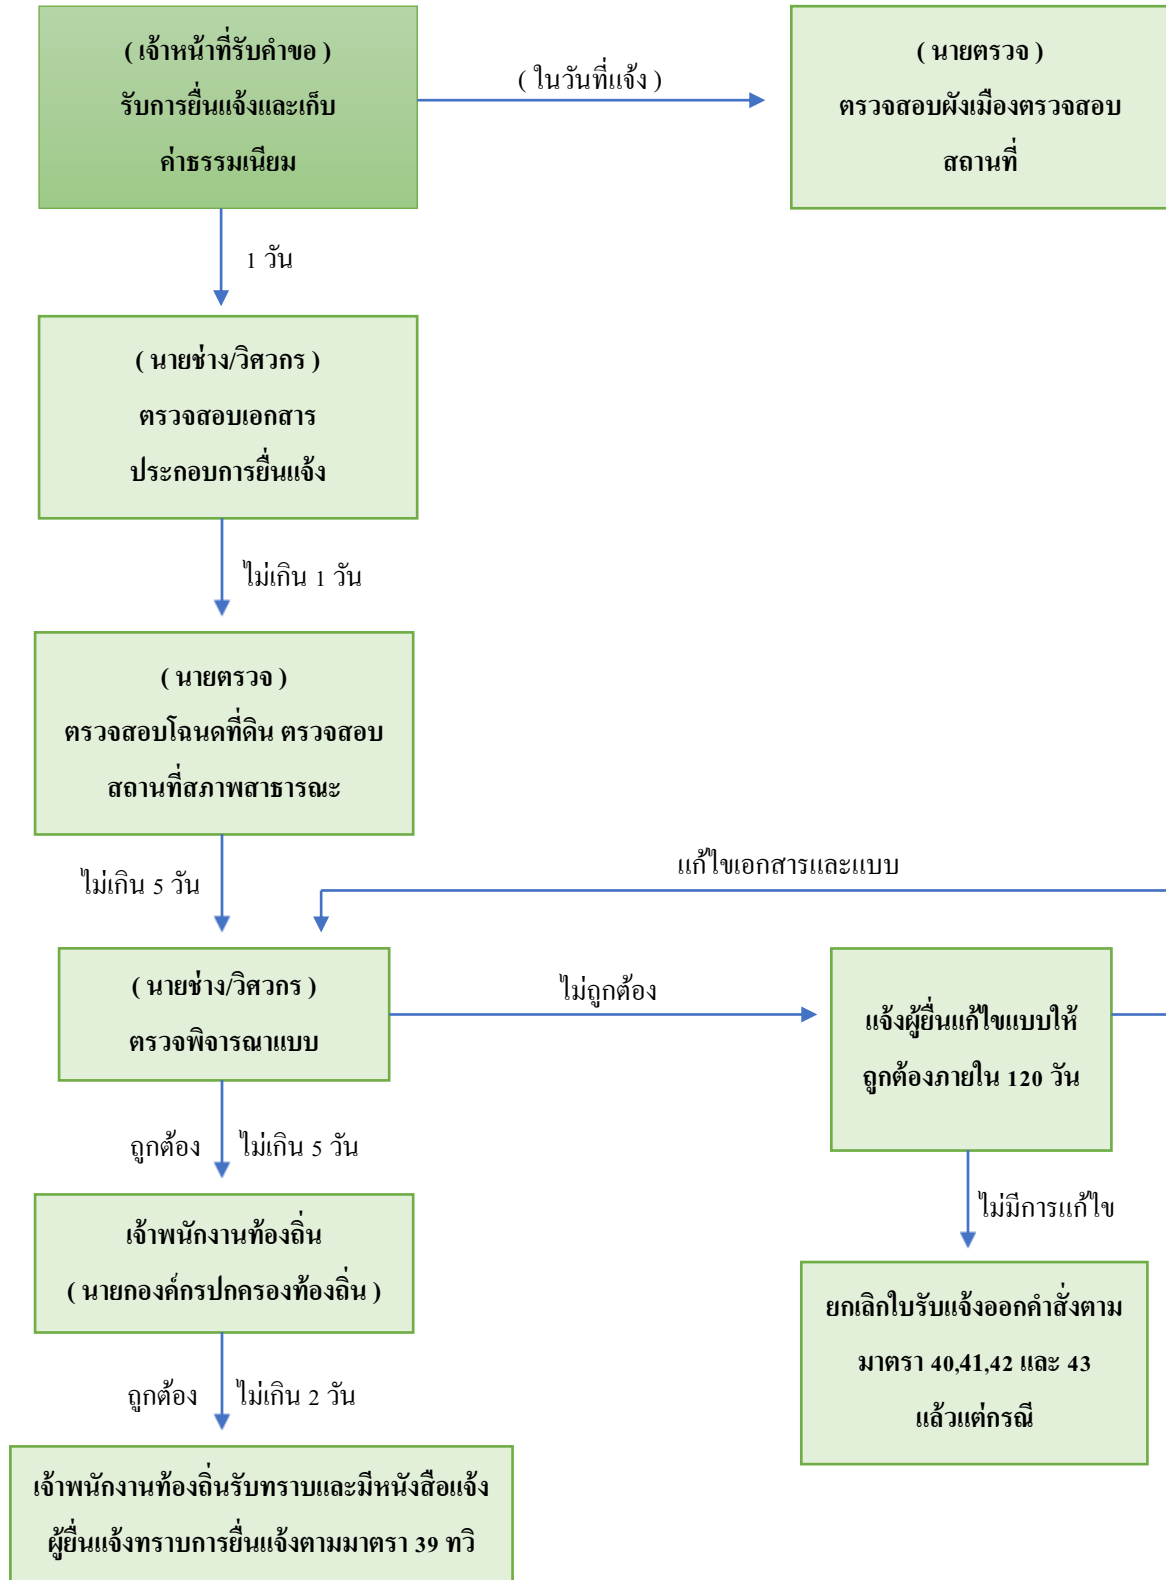 ( เจ้าหน้าที่รับคำขอ )
รับการยื่นแจ้งและเก็บ
ค่าธรรมเนียม
( ในวันที่แจ้ง )
( นายตรวจ )
ตรวจสอบผังเมืองตรวจสอบ
สถานที่
1 วัน
( นายช่าง/วิศวกร )
ตรวจสอบเอกสาร
ประกอบการยื่นแจ้ง
ไม่เกิน 1 วัน
( นายตรวจ )
ตรวจสอบโฉนดที่ดิน ตรวจสอบ
สถานที่สภาพสาธารณะ
ไม่เกิน 5 วัน
แก้ไขเอกสารและแบบ
( นายช่าง/วิศวกร )
ตรวจพิจารณาแบบ
ไม่ถูกต้อง
แจ้งผู้ยื่นแก้ไขแบบให้
ถูกต้องภายใน 120 วัน
ถูกต้อง ไม่เกิน 5 วัน
ไม่มีการแก้ไข
เจ้าพนักงานท้องถิ่น
( นายกองค์กรปกครองท้องถิ่น )
ยกเลิกใบรับแจ้งออกคำสั่งตาม
มาตรา 40,41,42 และ 43
แล้วแต่กรณี
ถูกต้อง ไม่เกิน 2 วัน
เจ้าพนักงานท้องถิ่นรับทราบและมีหนังสือแจ้ง
ผู้ยื่นแจ้งทราบการยื่นแจ้งตามมาตรา 39 ทวิ